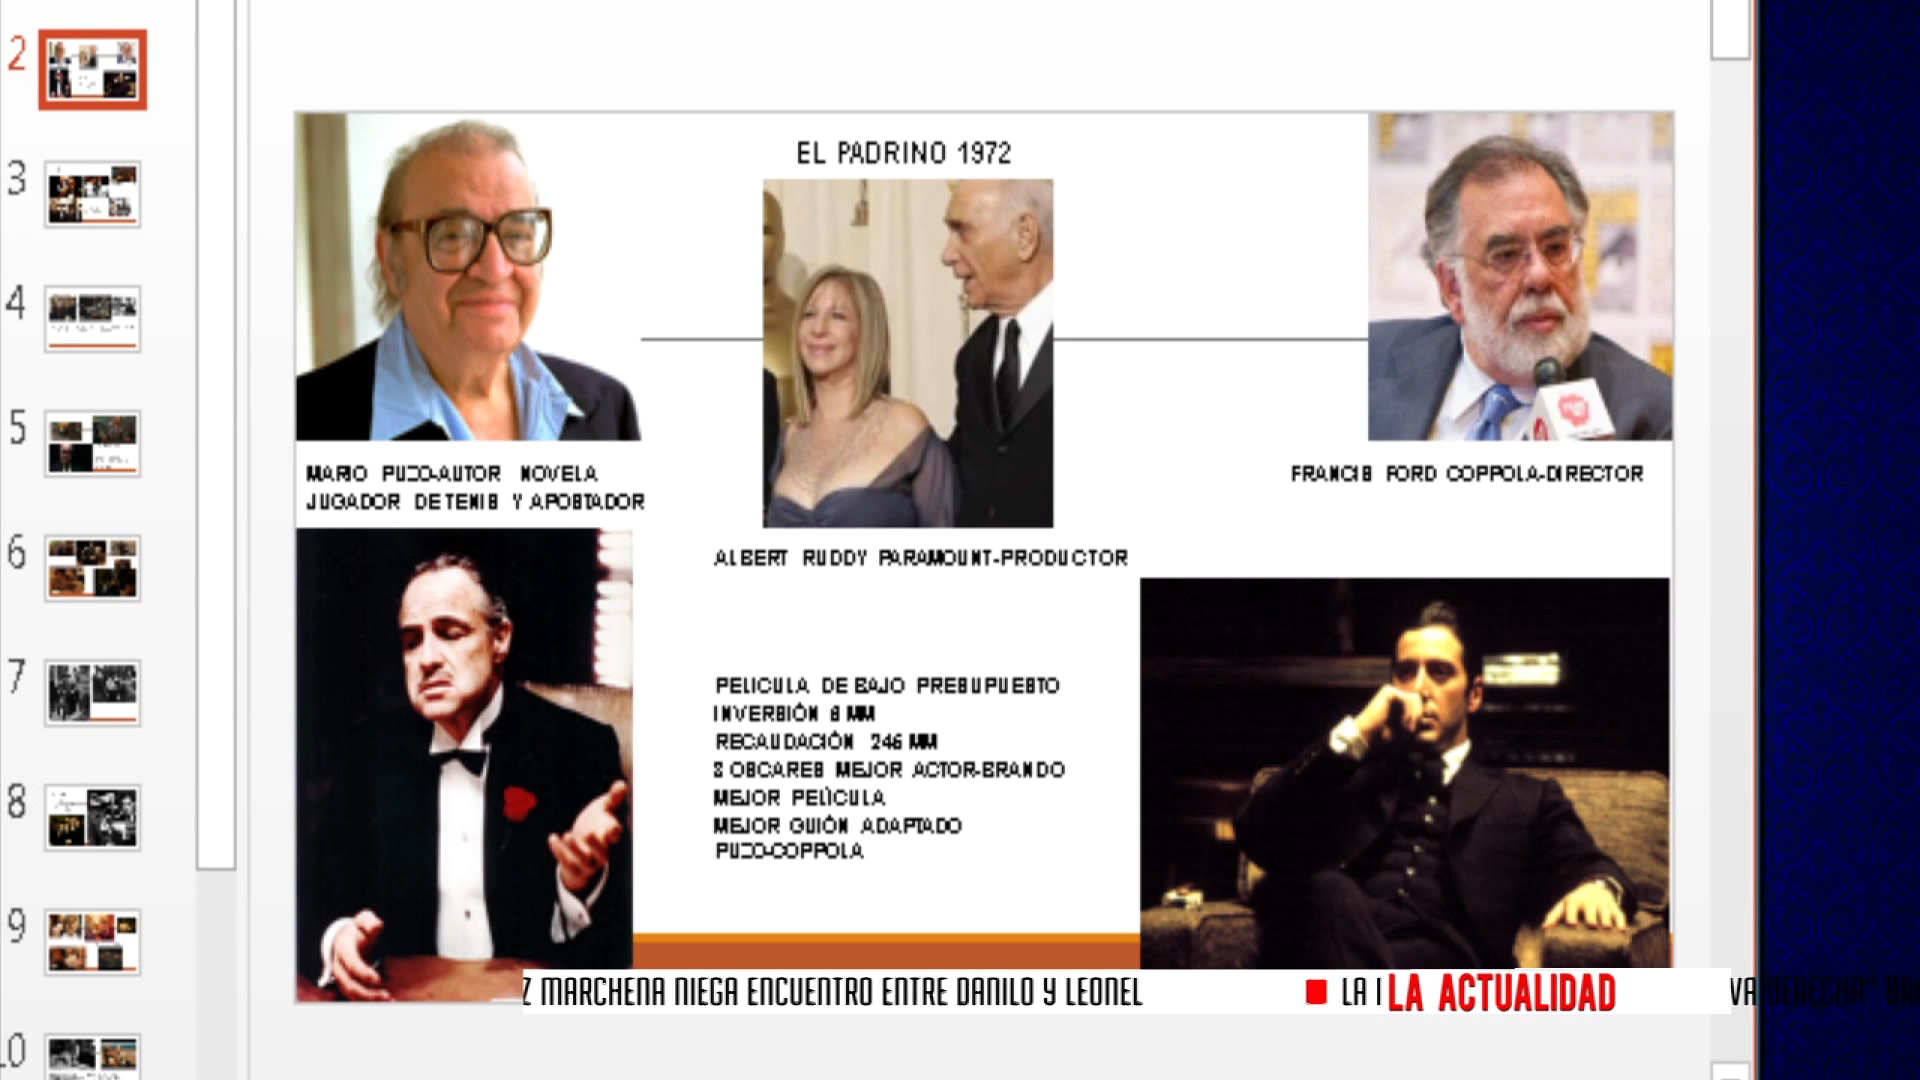 2
3
4
5
6
7
8
9
10
EL PADRINO 1972
MARIO PUZO-AUTOR NOVELA
JUGADOR DE TENIS Y APOSTADOR
FRANCIS FORD COPPOLA-DIRECTOR
ALBERT RUDDY PARAMOUNT-PRODUCTOR
PELICULA DE BAJO PRESUPUESTO
INVERSIÓN 6 MM
RECAUDACIÓN 246 MM
3 OSCARES MEJOR ACTOR-BRANDO
MEJOR PELÍCULA
MEJOR GUIÓN ADAPTADO
PUZO-COPPOLA
Z MARCHENA NIEGA ENCUENTRO ENTRE DANILO Y LEONEL
LA
LA ACTUALIDAD